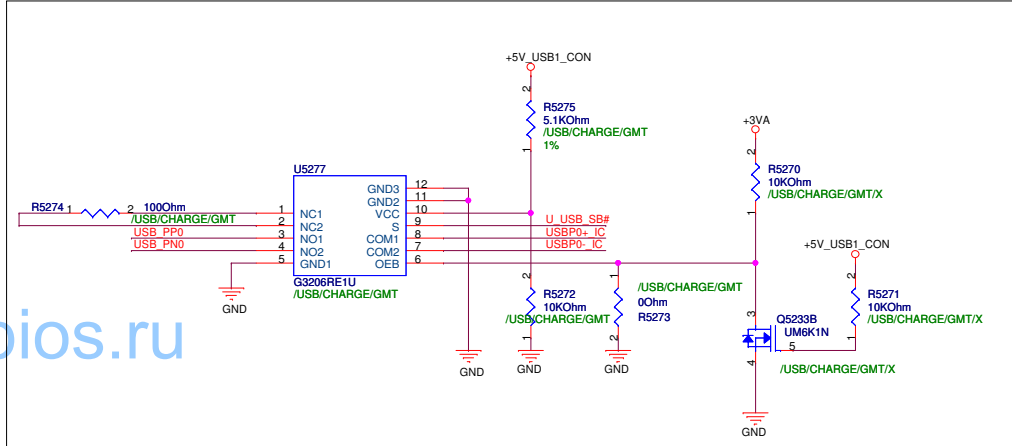 +5V_USB1_CON
2
R5275
5.1KOhm
/USB/CHARGE/GMT
1%
1
+3VA
2
R5270
10KOhm
/USB/CHARGE/GMT/X
1
U5277
R5274
1
2
100Ohm
/USB/CHARGE/GMT
USB_PP0
USB_PN0
1
2
3
4
5
NC1
NC2
NO1
NO2
GND1
GND3
GND2
VCC
S
COM1
COM2
OEB
12
11
10
9
8
7
6
G3206RE1U
/USB/CHARGE/GMT
U_USB_SB#
USBP0+_IC
USBP0-_IC
GND
GND
2
R5272
10KOhm
/USB/CHARGE/GMT
1
GND
1
/USB/CHARGE/GMT
0Ohm
R5273
2
GND
+5V_USB1_CON
2
R5271
10KOhm
/USB/CHARGE/GMT/X
1
3
Q5233B
UM6K1N
5
4
/USB/CHARGE/GMT/X
GND
bios.ru